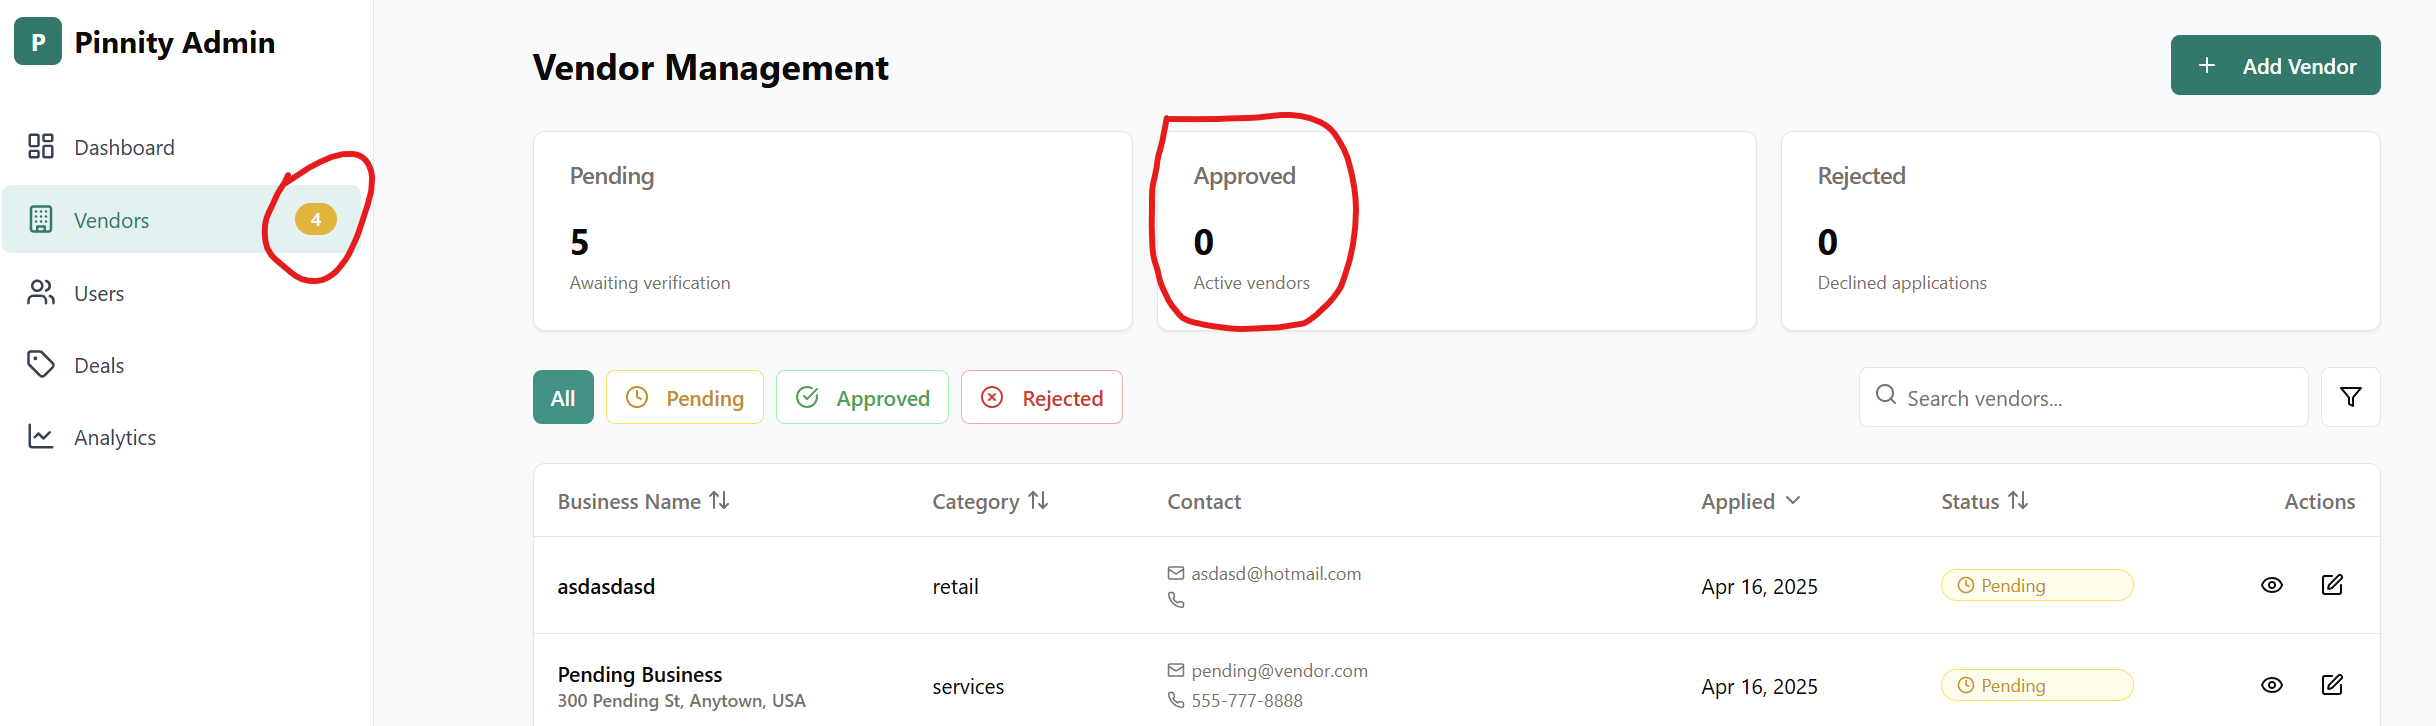 P Pinnity Admin
Dashboard
Vendors 4
Users
Deals
Analytics
Vendor Management
Add Vendor
Pending
5
Awaiting verification
Approved
0
Active vendors
Rejected
0
Declined applications
All Pending Approved Rejected
Search vendors...
Business Name Category Contact Applied Status Actions
asdasdasd retail asdasd@hotmail.com Apr 16, 2025 Pending
Pending Business services pending@vendor.com Apr 16, 2025 Pending
300 Pending St, Anytown, USA 555-777-8888